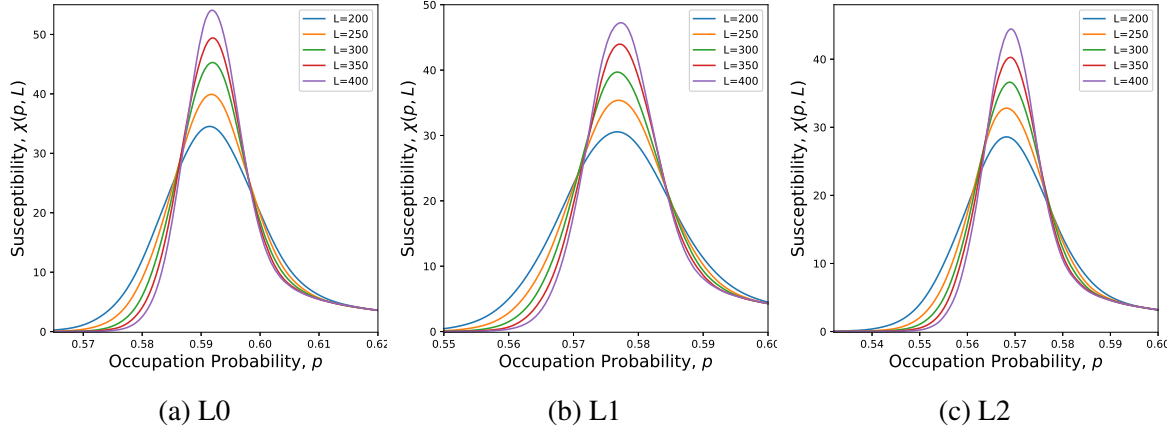 Susceptibility, χ(p, L)
50
40
30
20
10
0
0.57
0.58
0.59
0.60
0.61
0.62
Occupation Probability, p
L=200
L=250
L=300
L=350
L=400
(a) L0
Susceptibility, χ(p, L)
50
40
30
20
10
0
0.55
0.56
0.57
0.58
0.59
0.60
Occupation Probability, p
L=200
L=250
L=300
L=350
L=400
(b) L1
Susceptibility, χ(p, L)
40
30
20
10
0
0.54
0.55
0.56
0.57
0.58
0.59
0.60
Occupation Probability, p
L=200
L=250
L=300
L=350
L=400
(c) L2